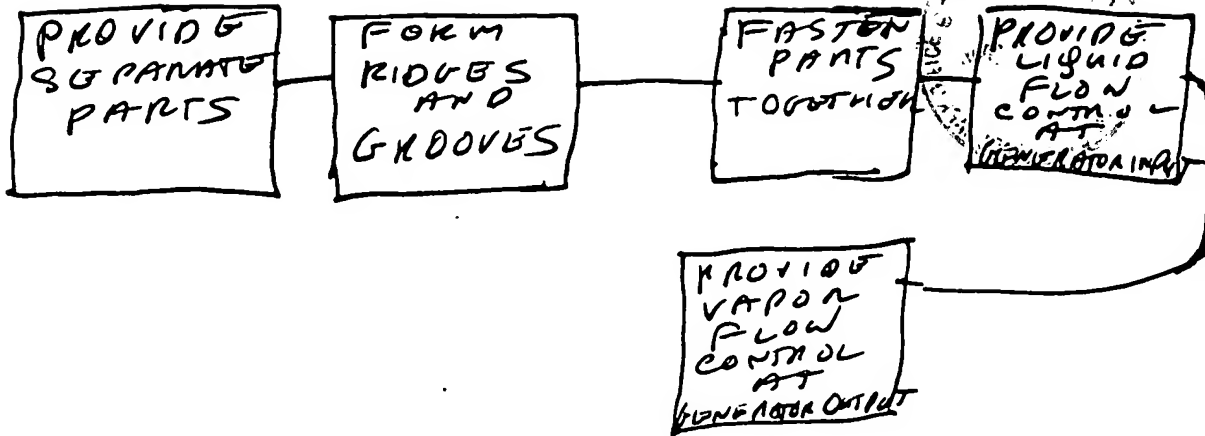 PROVIDE
SEPARATE
PARTS
FORM
RIDGES
AND
GROOVES
FASTEN
PARTS
TOGETHER
PROVIDE
LIQUID
FLOW
CONTROL
AT
GENERATOR INPUT
PROVIDE
VAPOR
FLOW
CONTROL
AT
GENERATOR OUTPUT